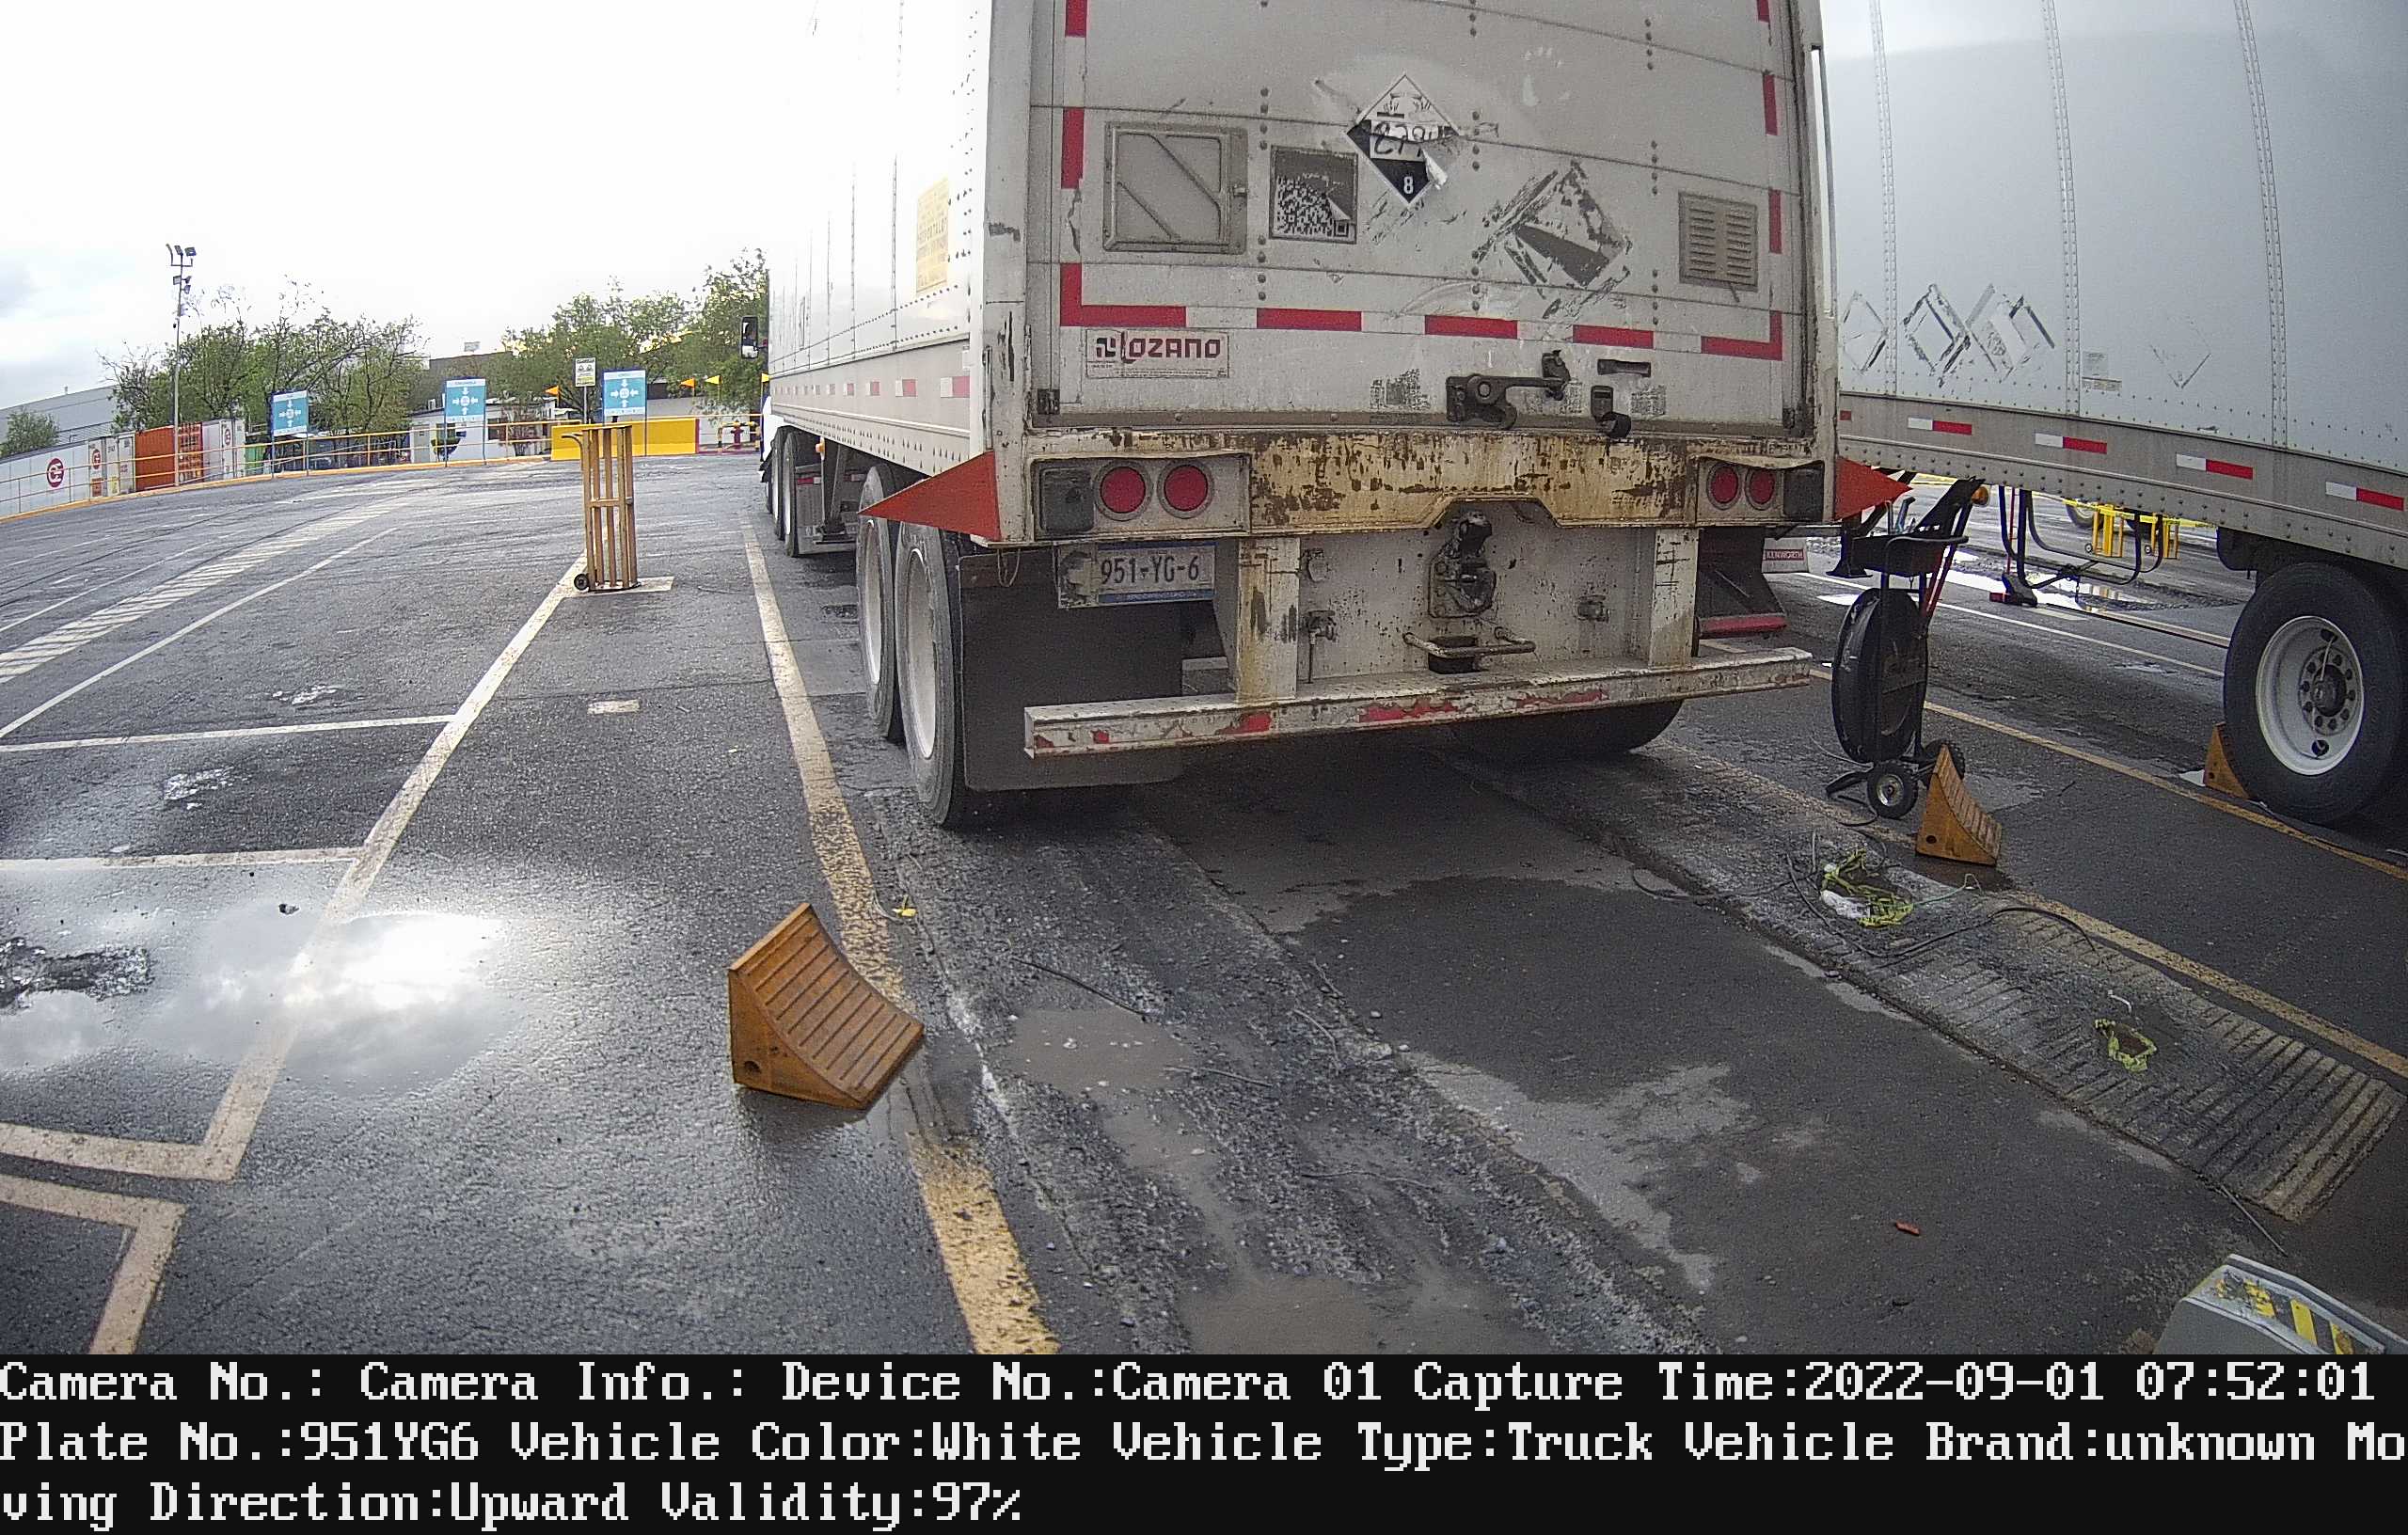 8
LOZANO
951-YG-6
KENWORTH
Camera No.: Camera Info.: Device No.:Camera 01 Capture Time:2022-09-01 07:52:01
Plate No.:951YG6 Vehicle Color:White Vehicle Type:Truck Vehicle Brand:unknown Mo
ving Direction:Upward Validity:97%